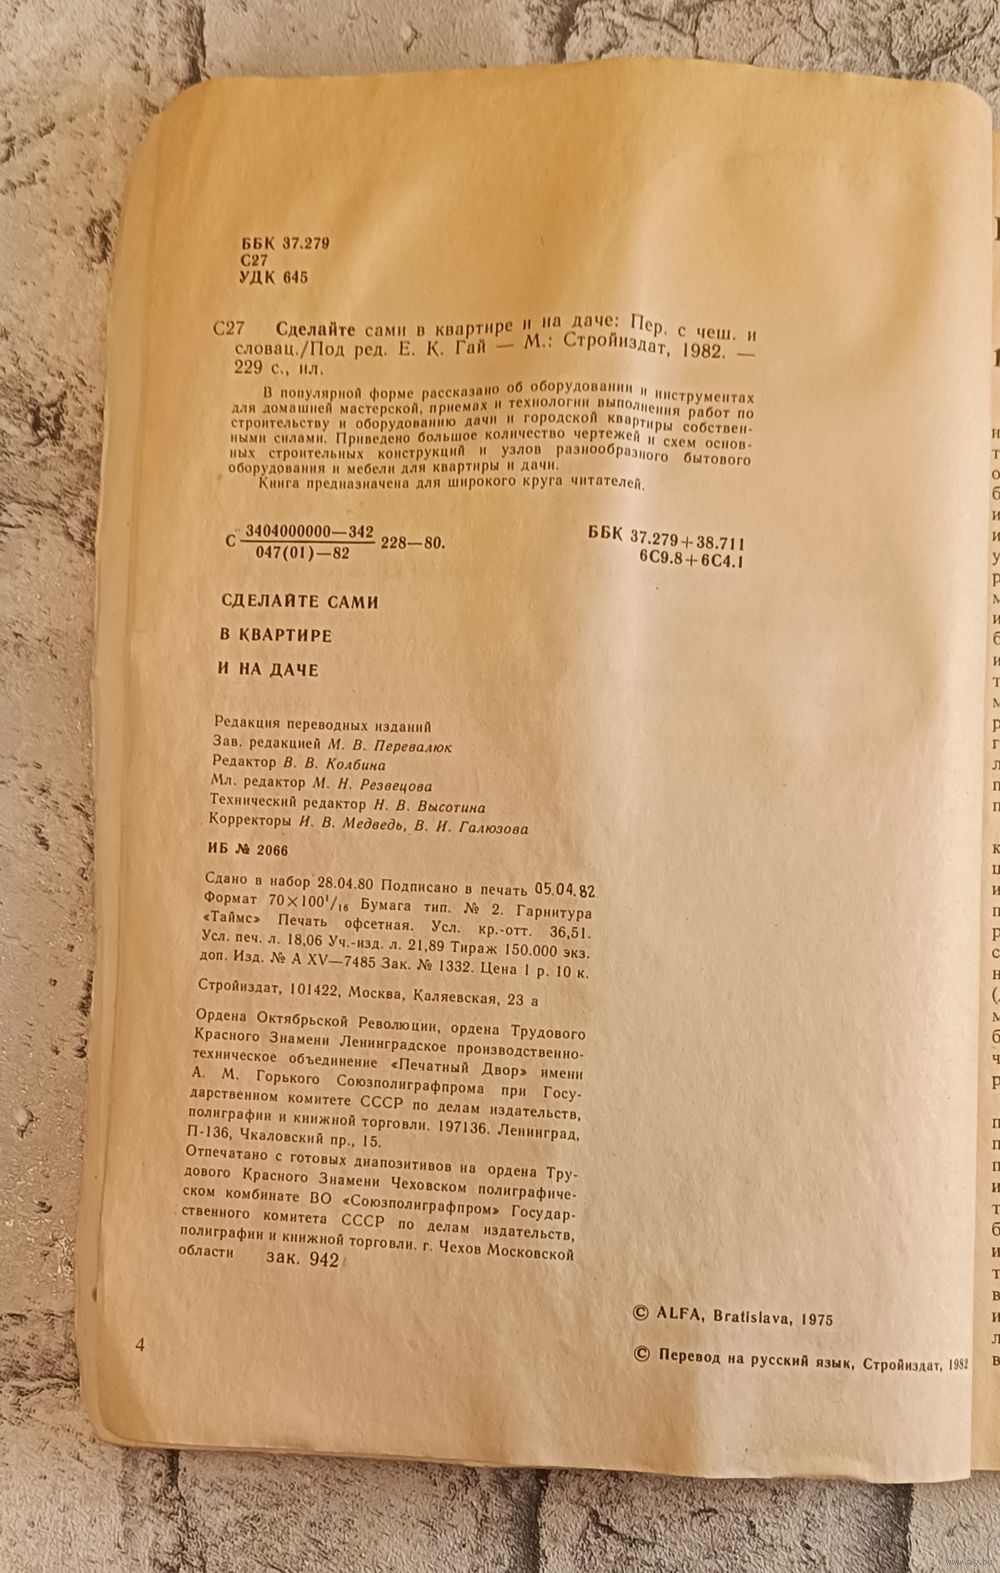 ББК 37.279
С27
УДК 645
С27 Сделайте сами в квартире и на даче: Пер. с чеш. и
словац./Под ред. Е. К. Гай — М.: Стройиздат, 1982. —
229 с., ил.
В популярной форме рассказано об оборудовании и инструментах
для домашней мастерской, приемах и технологии выполнения работ по
строительству и оборудованию дачи и городской квартиры собствен-
ными силами. Приведено большое количество чертежей и схем основ-
ных строительных конструкций и узлов разнообразного бытового
оборудования и мебели для квартиры и дачи.
Книга предназначена для широкого круга читателей.
С 3404000000—342
047(01)—82 228—80.
ББК 37.279+38.711
6С9.8+6С4.1
СДЕЛАЙТЕ САМИ
В КВАРТИРЕ
И НА ДАЧЕ
Редакция переводных изданий
Зав. редакцией М. В. Перевалюк
Редактор В. В. Колбина
Мл. редактор М. Н. Резвецова
Технический редактор Н. В. Высотина
Корректоры И. В. Медведь, В. И. Галюзова
ИБ № 2066
Сдано в набор 28.04.80 Подписано в печать 05.04.82
Формат 70×100¹/₁₆ Бумага тип. № 2. Гарнитура
«Таймс» Печать офсетная. Усл. кр.-отт. 36,51.
Усл. печ. л. 18,06 Уч.-изд. л. 21,89 Тираж 150.000 экз.
доп. Изд. № А XV—7485 Зак. № 1332. Цена 1 р. 10 к.
Стройиздат, 101422, Москва, Каляевская, 23 а
Ордена Октябрьской Революции, ордена Трудового
Красного Знамени Ленинградское производственно-
техническое объединение «Печатный Двор» имени
А. М. Горького Союзполиграфпрома при Госу-
дарственном комитете СССР по делам издательств,
полиграфии и книжной торговли. 197136. Ленинград,
П-136, Чкаловский пр., 15.
Отпечатано с готовых диапозитивов на ордена Тру-
дового Красного Знамени Чеховском полиграфиче-
ском комбинате ВО «Союзполиграфпром» Государ-
ственного комитета СССР по делам издательств,
полиграфии и книжной торговли. г. Чехов Московской
области зак. 942
© ALFA, Bratislava, 1975
© Перевод на русский язык, Стройиздат, 1982
4